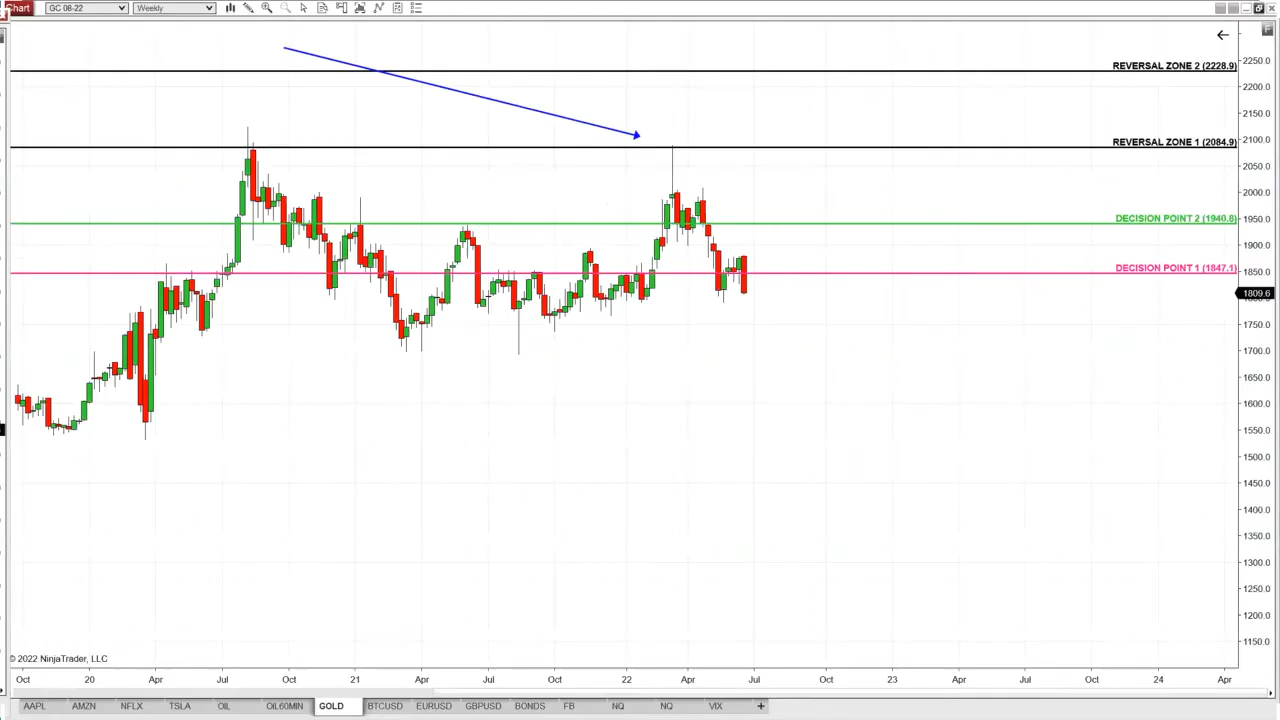 Chart GC 08-22 Weekly
F
2250.0
REVERSAL ZONE 2 (2228.9)
2200.0
2150.0
2100.0
REVERSAL ZONE 1 (2084.9)
2050.0
2000.0
1950.0
DECISION POINT 2 (1940.8)
1900.0
1850.0
DECISION POINT 1 (1847.1)
1809.6
1750.0
1700.0
1650.0
1600.0
1550.0
1500.0
1450.0
1400.0
1350.0
1300.0
1250.0
1200.0
1150.0
© 2022 NinjaTrader, LLC
Oct 20 Apr Jul Oct 21 Apr Jul Oct 22 Apr Jul Oct 23 Apr Jul Oct 24 Apr
AAPL AMZN NFLX TSLA OIL OIL60MIN GOLD BTCUSD EURUSD GBPUSD BONDS FB NQ NQ VIX +